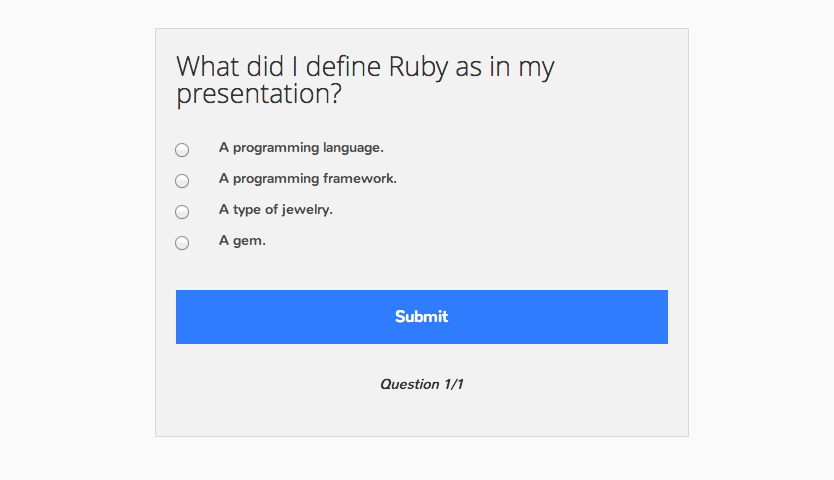 What did I define Ruby as in my
presentation?
A programming language.
A programming framework.
A type of jewelry.
A gem.
Submit
Question 1/1